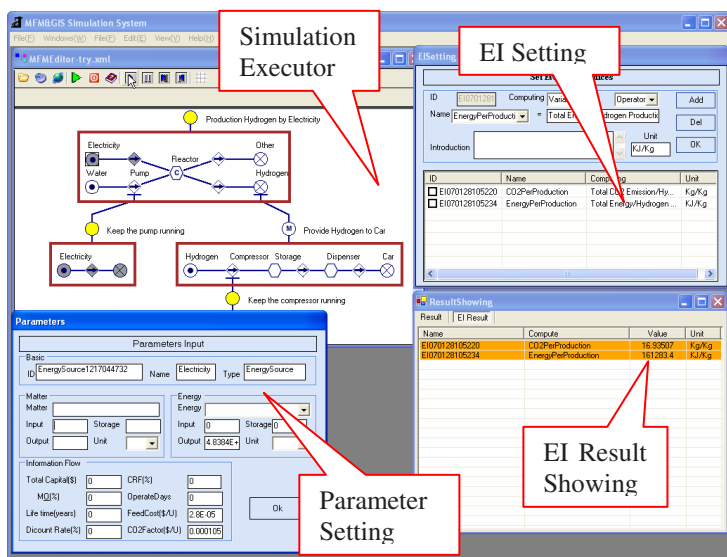 MFM&GIS Simulation System
File(F) Windows(W) File(F) Edit(E) View(V) Help(H)
MFMEditor-try.xml
Simulation
Executor
Production Hydrogen by Electricity
Electricity
Other
Reactor
Water
Pump
Hydrogen
C
Keep the pump running
M
Provide Hydrogen to Car
Electricity
Hydrogen Compressor Storage Dispenser Car
Keep the compressor running
EISetting
EI Setting
ID EI0701281 Computing Operator Add
Name EnergyPerProducti = Del
Introduction Unit KJ/Kg OK
ID Name Unit
EI070128105220 CO2PerProduction Total CO2 Emission/Hy... Kg/Kg
EI070128105234 EnergyPerProduction Total Energy/Hydrogen ... KJ/Kg
ResultShowing
Result EI Result
Name Compute Value Unit
EI070128105220 CO2PerProduction 16.93507 Kg/Kg
EI070128105234 EnergyPerProduction 161283.4 KJ/Kg
EI Result
Showing
Parameters
Parameters Input
Basic
ID EnergySource1217044732 Name Electricity Type EnergySource
Matter
Matter
Input Storage
Output Unit
Energy
Energy
Input 0 Storage 0
Output 4.8384E+ Unit
Information Flow
Total Capital($) 0 CRF(%) 0
MOI(%) 0 OperateDays 0
Life time(years) 0 FeedCost($/U) 2.8E-05
Dicount Rate(%) 0 CO2Factor($/U) 0.000105
Ok
Parameter
Setting